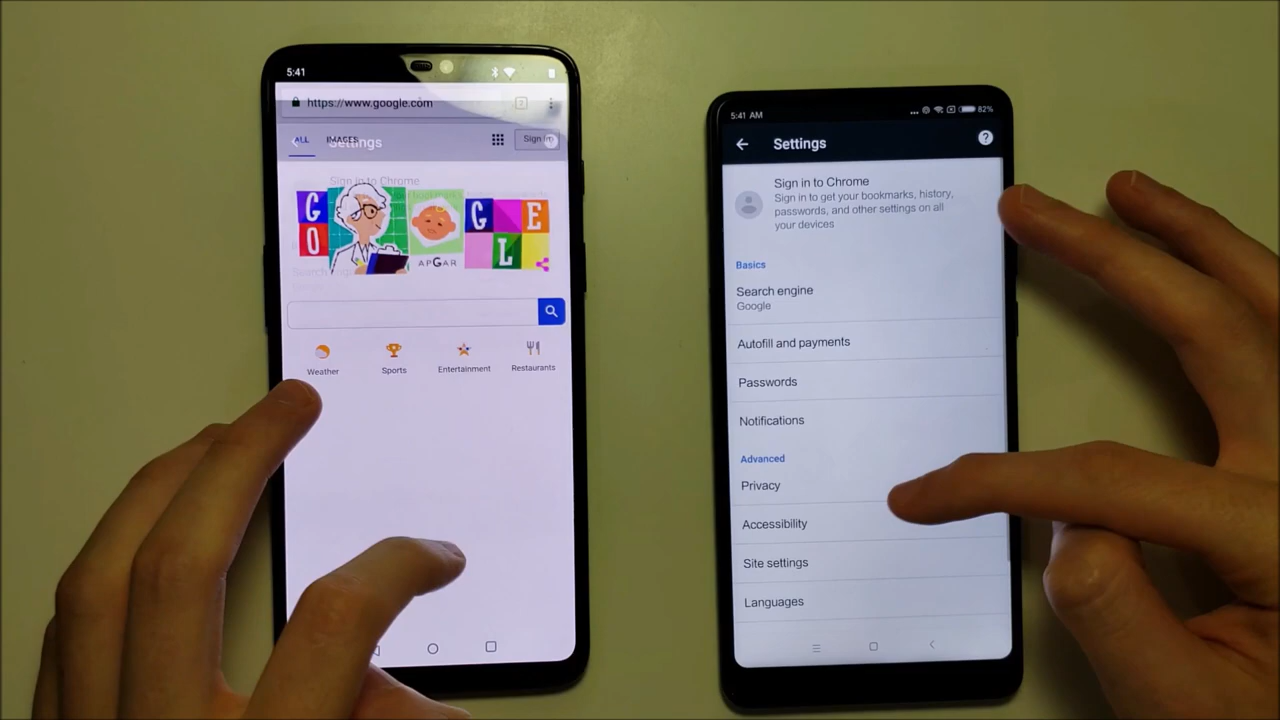 5:41
https://www.google.com
2
ALL IMAGES
Settings
Sign in
Sign in to Chrome
GOOGLE
APGAR
Weather Sports Entertainment Restaurants
5:41 AM
82%
Settings
?
Sign in to Chrome
Sign in to get your bookmarks, history,
passwords, and other settings on all
your devices
Basics
Search engine
Google
Autofill and payments
Passwords
Notifications
Advanced
Privacy
Accessibility
Site settings
Languages